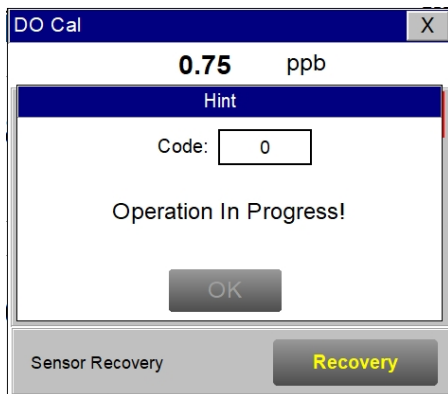 DO Cal X
0.75 ppb
Hint
Code: 0
Operation In Progress!
OK
Sensor Recovery Recovery